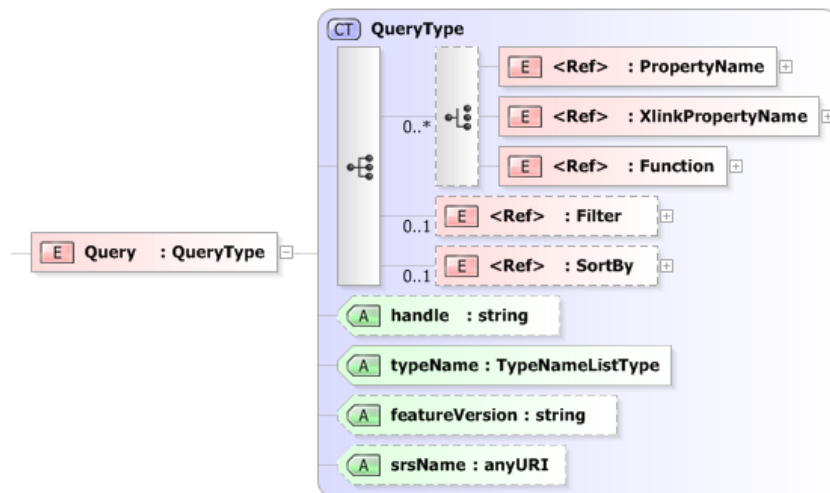 CT QueryType
E <Ref> : PropertyName
0..*
E <Ref> : XlinkPropertyName
E <Ref> : Function
E <Ref> : Filter
0..1
E Query : QueryType
E <Ref> : SortBy
0..1
A handle : string
A typeName : TypeNameListType
A featureVersion : string
A srsName : anyURI